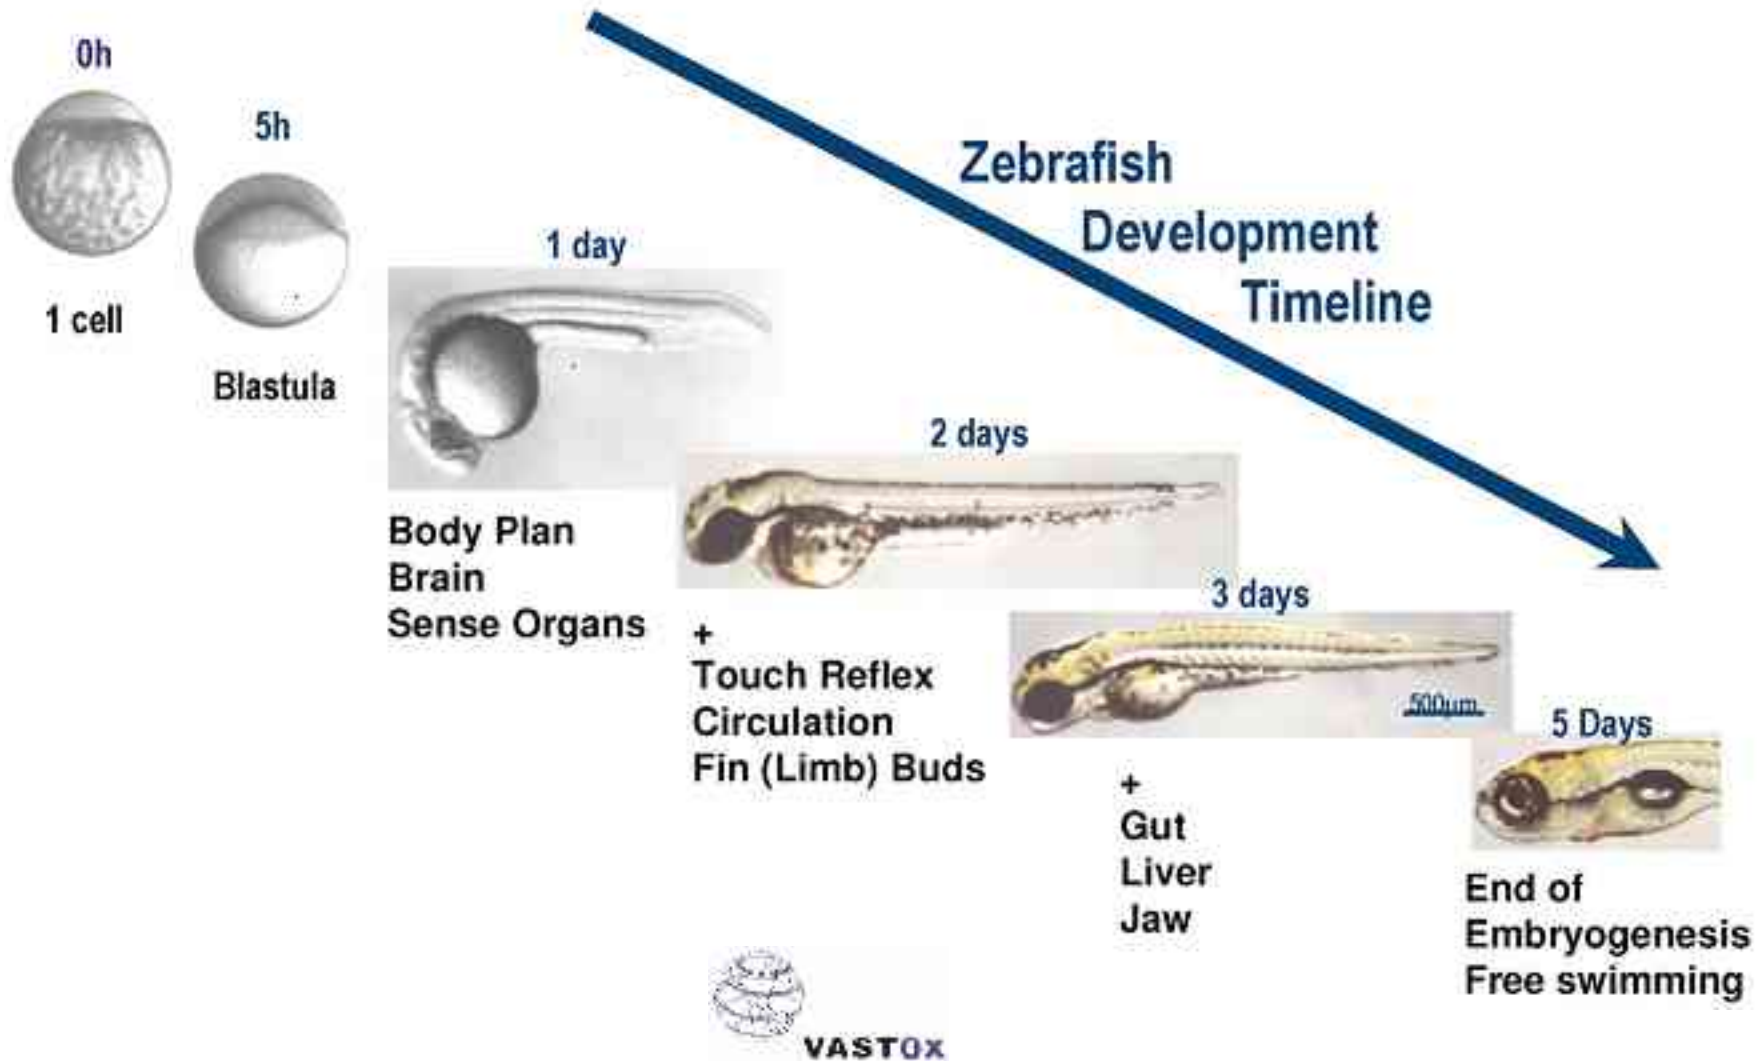 0h
1 cell
5h
Blastula
Zebrafish
Development
Timeline
1 day
Body Plan
Brain
Sense Organs
2 days
+
Touch Reflex
Circulation
Fin (Limb) Buds
3 days
500µm
+
Gut
Liver
Jaw
5 Days
End of
Embryogenesis
Free swimming
VASTOX